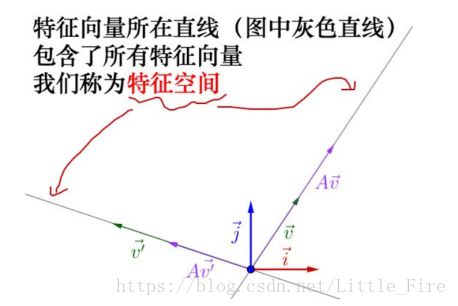 特征向量所在直线（图中灰色直线）
包含了所有特征向量
我们称为特征空间
A\vec{v}
\vec{j}
\vec{v}
\vec{v'}
A\vec{v'}
\vec{i}
https://blog.csdn.net/Little_Fire